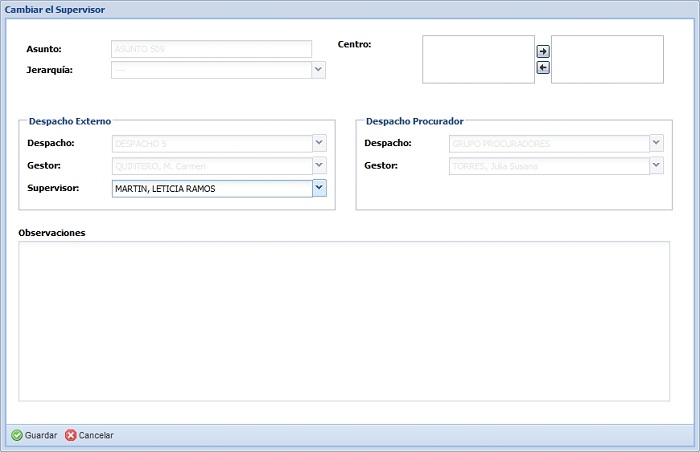 Cambiar el Supervisor
Asunto: ASUNTO 509 Centro:
Jerarquía: ---
Despacho Externo Despacho Procurador
Despacho: DESPACHO 5 Despacho: GRUPO PROCURADORES
Gestor: QUINTERO, M. Carmen Gestor: TORRES, Julia Susana
Supervisor: MARTIN, LETICIA RAMOS
Observaciones
Guardar Cancelar